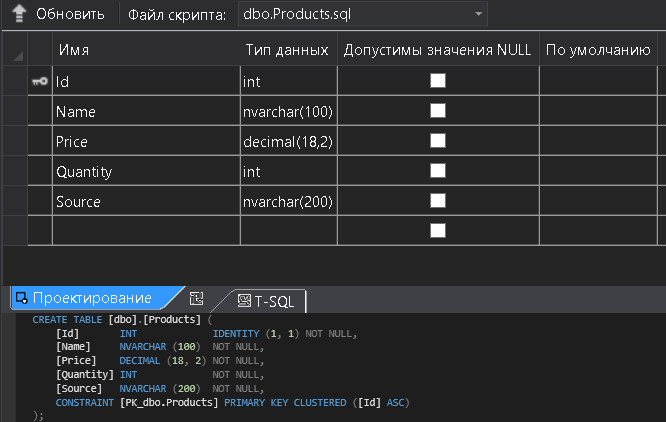 Обновить Файл скрипта: dbo.Products.sql
Имя Тип данных Допустимы значения NULL По умолчанию
Id int
Name nvarchar(100)
Price decimal(18,2)
Quantity int
Source nvarchar(200)
Проектирование T-SQL
CREATE TABLE [dbo].[Products] (
[Id] INT IDENTITY (1, 1) NOT NULL,
[Name] NVARCHAR (100) NOT NULL,
[Price] DECIMAL (18, 2) NOT NULL,
[Quantity] INT NOT NULL,
[Source] NVARCHAR (200) NOT NULL,
CONSTRAINT [PK_dbo.Products] PRIMARY KEY CLUSTERED ([Id] ASC)
);